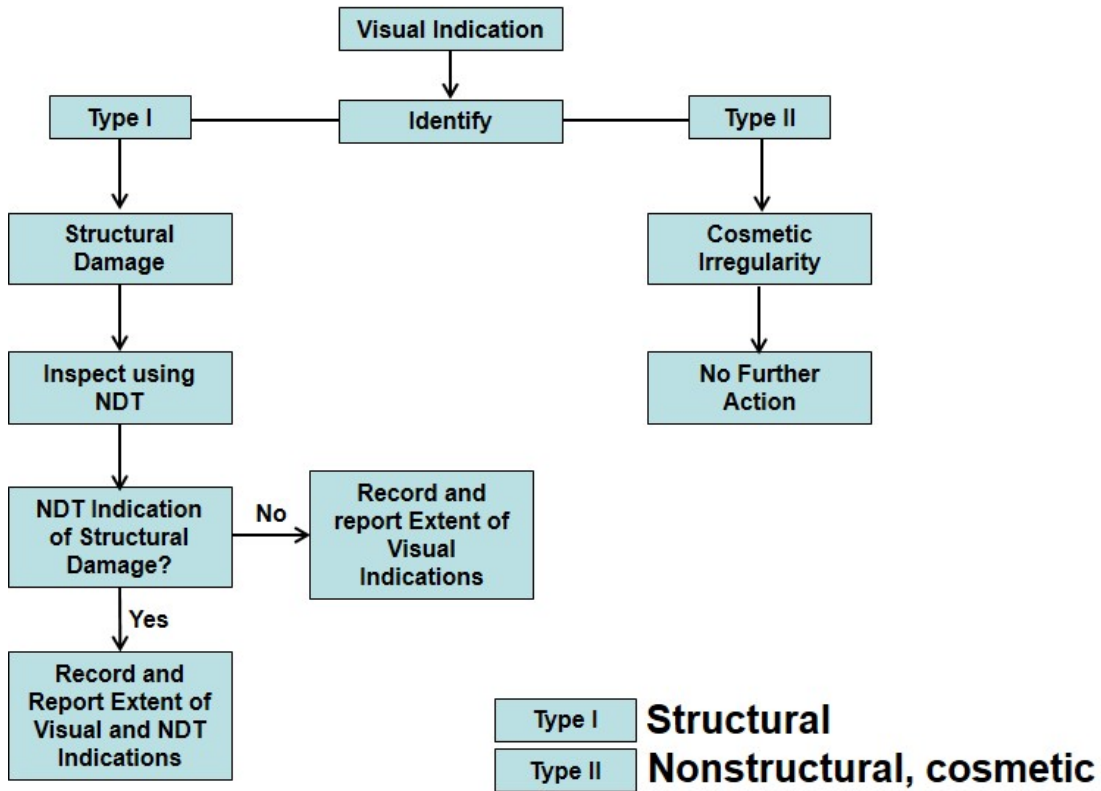 Visual Indication
Type I
Identify
Type II
Structural
Damage
Cosmetic
Irregularity
Inspect using
NDT
No Further
Action
NDT Indication
of Structural
Damage?
No
Record and
report Extent of
Visual
Indications
Yes
Record and
Report Extent of
Visual and NDT
Indications
Type I Structural
Type II Nonstructural, cosmetic